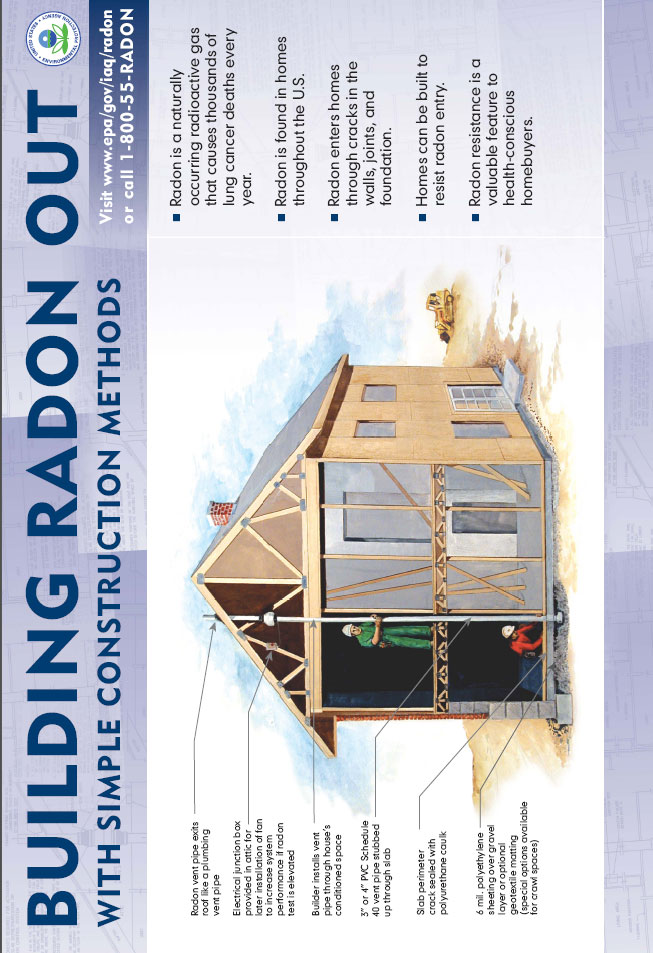 BUILDING RADON OUT
WITH SIMPLE CONSTRUCTION METHODS
Visit www.epa/gov/iaq/radon
or call 1-800-55-RADON
UNITED STATES • ENVIRONMENTAL PROTECTION AGENCY •
Radon vent pipe exits
roof like a plumbing
vent pipe
Electrical junction box
provided in attic for
later installation of fan
to increase system
performance if radon
test is elevated
Builder installs vent
pipe through house's
conditioned space
3" or 4" PVC Schedule
40 vent pipe stubbed
up through slab
Slab perimeter
crack sealed with
polyurethane caulk
6 mil. polyethylene
sheeting over gravel
layer or optional
geotextile matting
(special options available
for crawl spaces)
■ Radon is a naturally
occurring radioactive gas
that causes thousands of
lung cancer deaths every
year.
■ Radon is found in homes
throughout the U.S.
■ Radon enters homes
through cracks in the
walls, joints, and
foundation.
■ Homes can be built to
resist radon entry.
■ Radon resistance is a
valuable feature to
health-conscious
homebuyers.